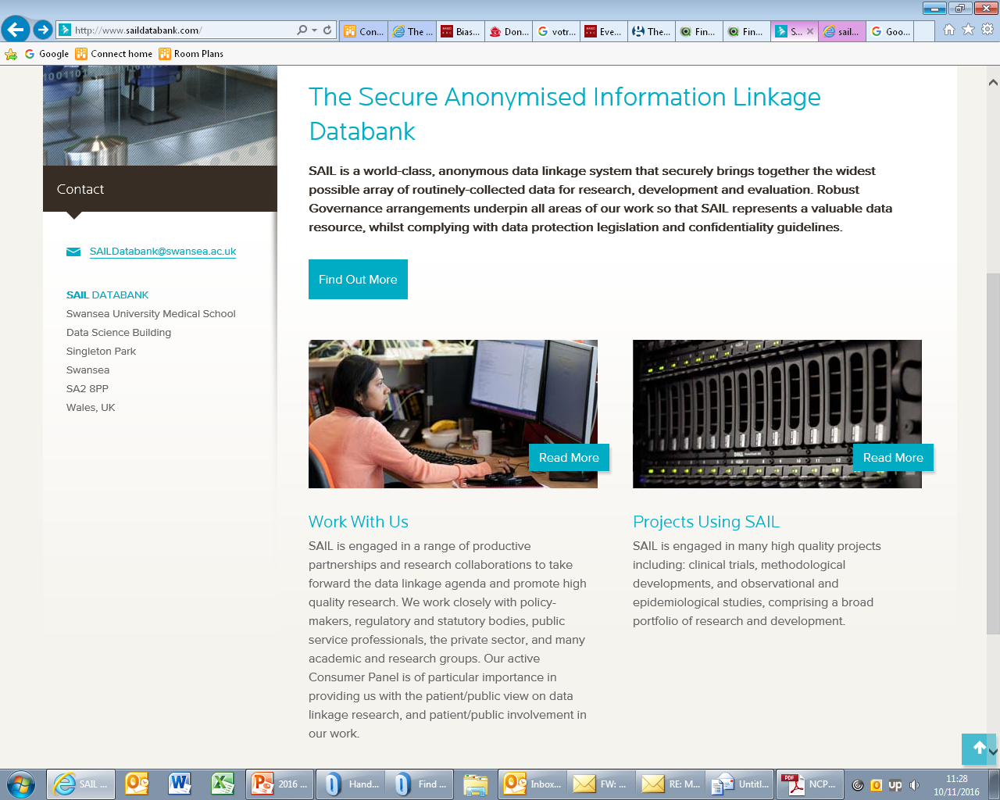 http://www.saildatabank.com/
Con...
The ...
Bias...
Don...
votr...
Eve...
The...
Fin...
Fin...
S...
sail...
Goo...
Google
Connect home
Room Plans
The Secure Anonymised Information Linkage
Databank
SAIL is a world-class, anonymous data linkage system that securely brings together the widest
possible array of routinely-collected data for research, development and evaluation. Robust
Governance arrangements underpin all areas of our work so that SAIL represents a valuable data
resource, whilst complying with data protection legislation and confidentiality guidelines.
Find Out More
Contact
SAILDatabank@swansea.ac.uk
SAIL DATABANK
Swansea University Medical School
Data Science Building
Singleton Park
Swansea
SA2 8PP
Wales, UK
Read More
DELL
Read More
Work With Us
SAIL is engaged in a range of productive
partnerships and research collaborations to take
forward the data linkage agenda and promote high
quality research. We work closely with policy-
makers, regulatory and statutory bodies, public
service professionals, the private sector, and many
academic and research groups. Our active
Consumer Panel is of particular importance in
providing us with the patient/public view on data
linkage research, and patient/public involvement in
our work.
Projects Using SAIL
SAIL is engaged in many high quality projects
including: clinical trials, methodological
developments, and observational and
epidemiological studies, comprising a broad
portfolio of research and development.
SAIL ...
2016 ...
Hand...
Find ...
Inbox...
FW: ...
RE: M...
Untitl...
PDF
NCP...
up
11:28
10/11/2016